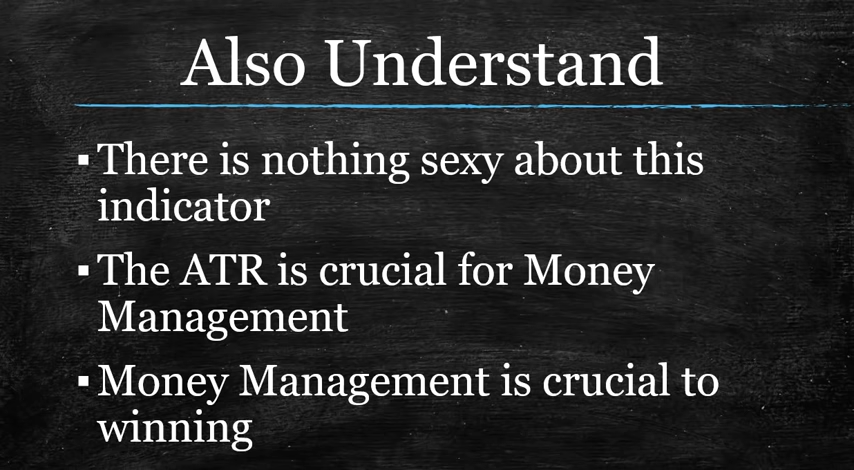 Also Understand
▪There is nothing sexy about this
indicator
▪The ATR is crucial for Money
Management
▪Money Management is crucial to
winning